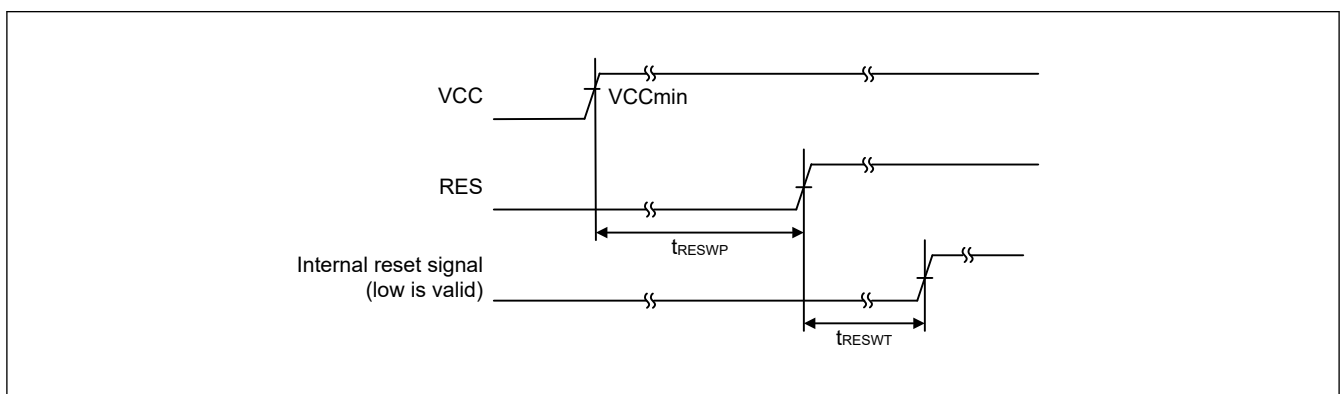 VCC
VCCmin
RES
tRESWP
Internal reset signal
(low is valid)
tRESWT